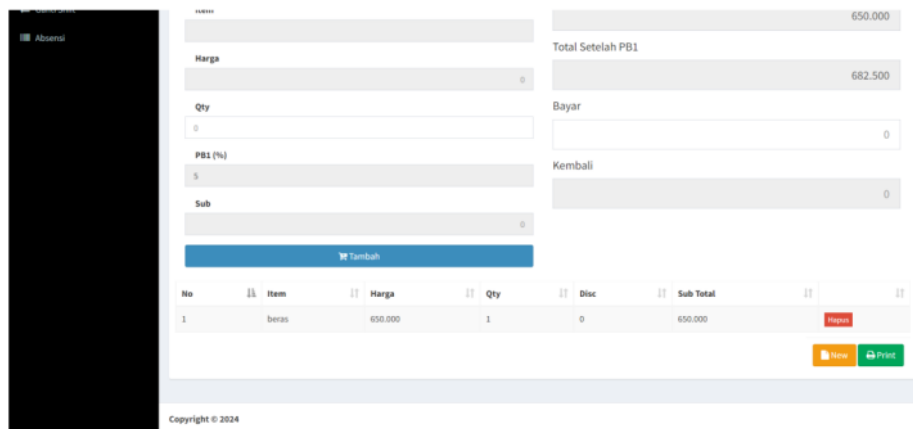 Absensi
Item
0
Harga
0
Qty
0
PB1 (%)
5
Sub
0
Tambah
650.000
Total Setelah PB1
682.500
Bayar
0
Kembali
0
No Item Harga Qty Disc Sub Total
1 beras 650.000 1 0 650.000 Hapus
New Print
Copyright © 2024